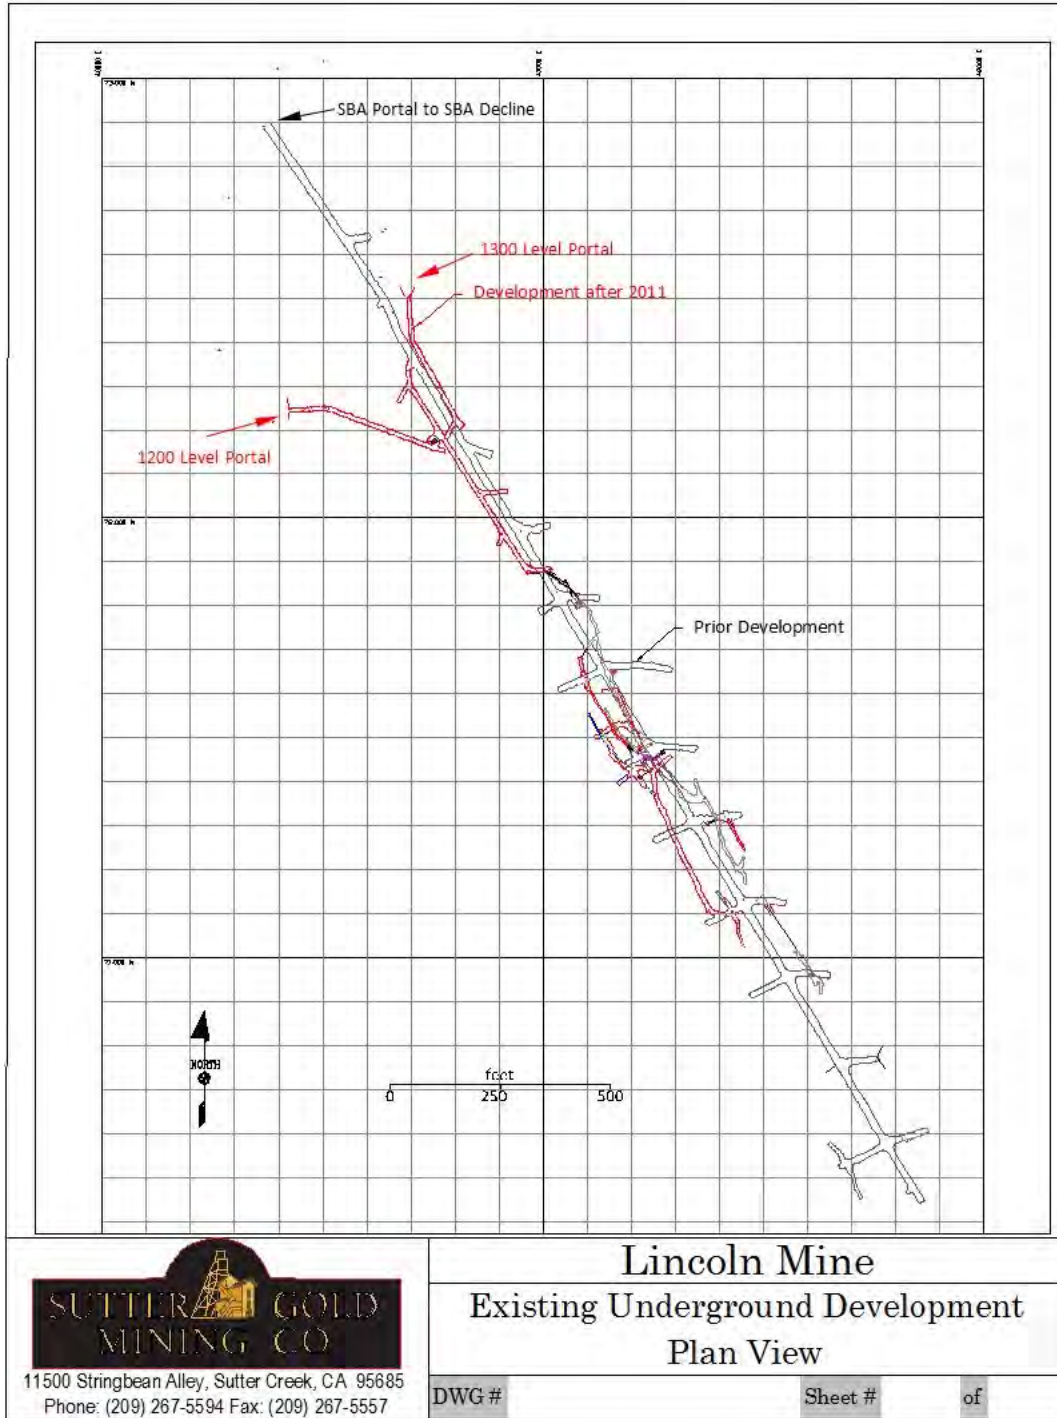 SBA Portal to SBA Decline
1300 Level Portal
Development after 2011
1200 Level Portal
Prior Development
NORTH
feet
0 250 500
SUTTER GOLD
MINING CO
11500 Stringbean Alley, Sutter Creek, CA 95685
Phone: (209) 267-5594 Fax: (209) 267-5557
Lincoln Mine
Existing Underground Development
Plan View
DWG # Sheet # of